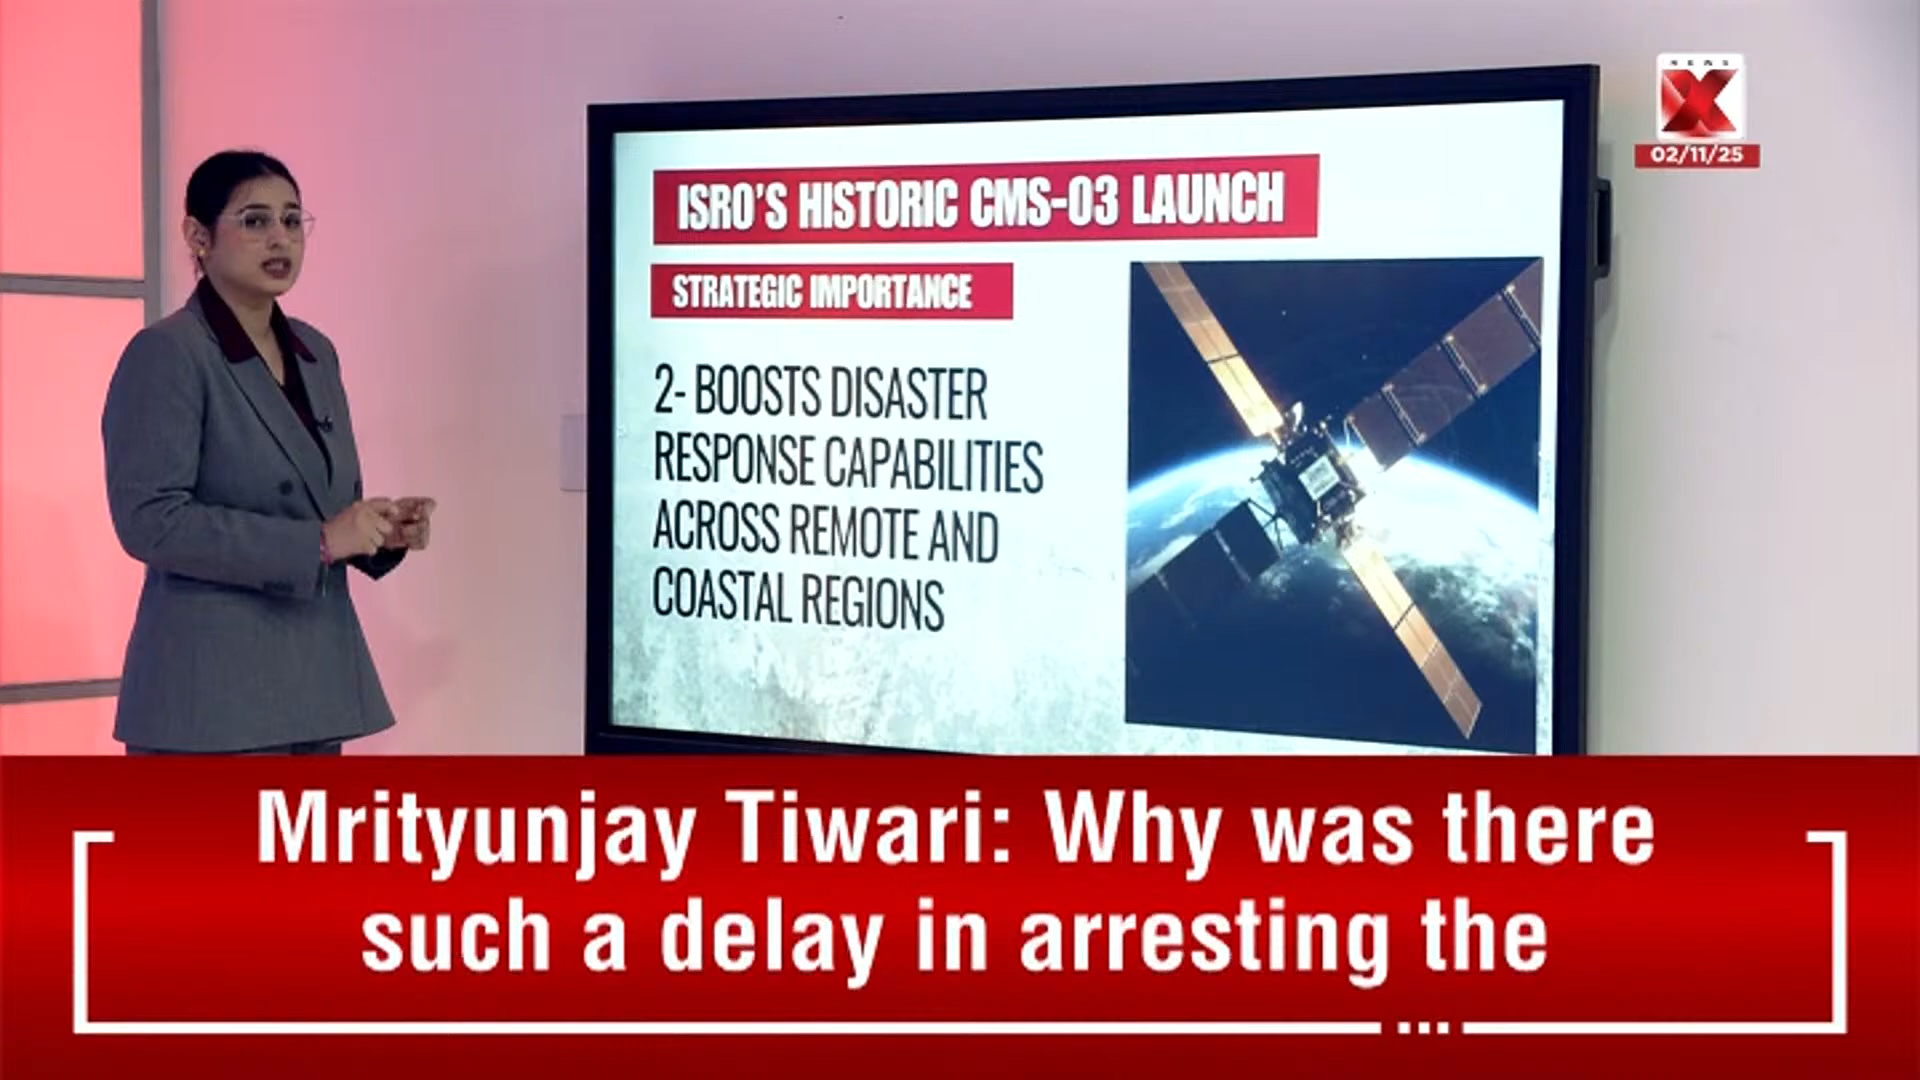 NEWS
X
02/11/25
ISRO'S HISTORIC CMS-03 LAUNCH
STRATEGIC IMPORTANCE
2- BOOSTS DISASTER
RESPONSE CAPABILITIES
ACROSS REMOTE AND
COASTAL REGIONS
Mrityunjay Tiwari: Why was there
such a delay in arresting the